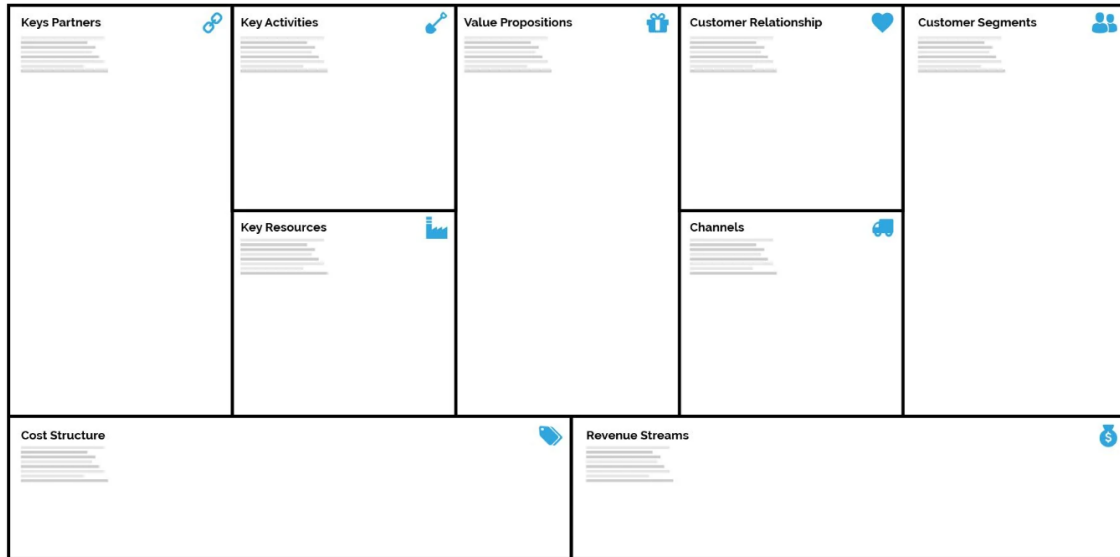 Keys Partners
Key Activities
Value Propositions
Customer Relationship
Customer Segments
Key Resources
Channels
Cost Structure
Revenue Streams
$